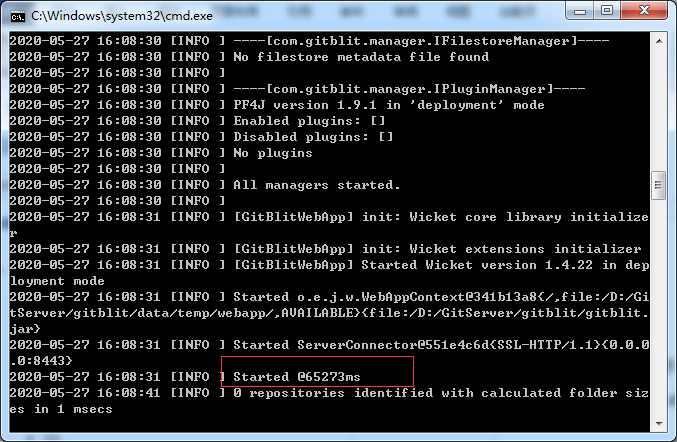 C:\Windows\system32\cmd.exe
2020-05-27 16:08:30 [INFO ] ----[com.gitblit.manager.IFilestoreManager]----
2020-05-27 16:08:30 [INFO ] No filestore metadata file found
2020-05-27 16:08:30 [INFO ]
2020-05-27 16:08:30 [INFO ] ----[com.gitblit.manager.IPluginManager]----
2020-05-27 16:08:30 [INFO ] PF4J version 1.9.1 in 'deployment' mode
2020-05-27 16:08:30 [INFO ] Enabled plugins: []
2020-05-27 16:08:30 [INFO ] Disabled plugins: []
2020-05-27 16:08:30 [INFO ] No plugins
2020-05-27 16:08:30 [INFO ]
2020-05-27 16:08:30 [INFO ] All managers started.
2020-05-27 16:08:30 [INFO ]
2020-05-27 16:08:31 [INFO ] [GitBlitWebApp] init: Wicket core library initialize
r
2020-05-27 16:08:31 [INFO ] [GitBlitWebApp] init: Wicket extensions initializer
2020-05-27 16:08:31 [INFO ] [GitBlitWebApp] Started Wicket version 1.4.22 in dep
loyment mode
2020-05-27 16:08:31 [INFO ] Started o.e.j.w.WebAppContext@341b13a8{/,file:/D:/Gi
tServer/gitblit/data/temp/webapp/,AVAILABLE}{file:/D:/GitServer/gitblit/gitblit.
jar}
2020-05-27 16:08:31 [INFO ] Started ServerConnector@551e4c6d{SSL-HTTP/1.1}{0.0.0
.0:8443}
2020-05-27 16:08:31 [INFO ] Started @65273ms
2020-05-27 16:08:41 [INFO ] 0 repositories identified with calculated folder siz
es in 1 msecs